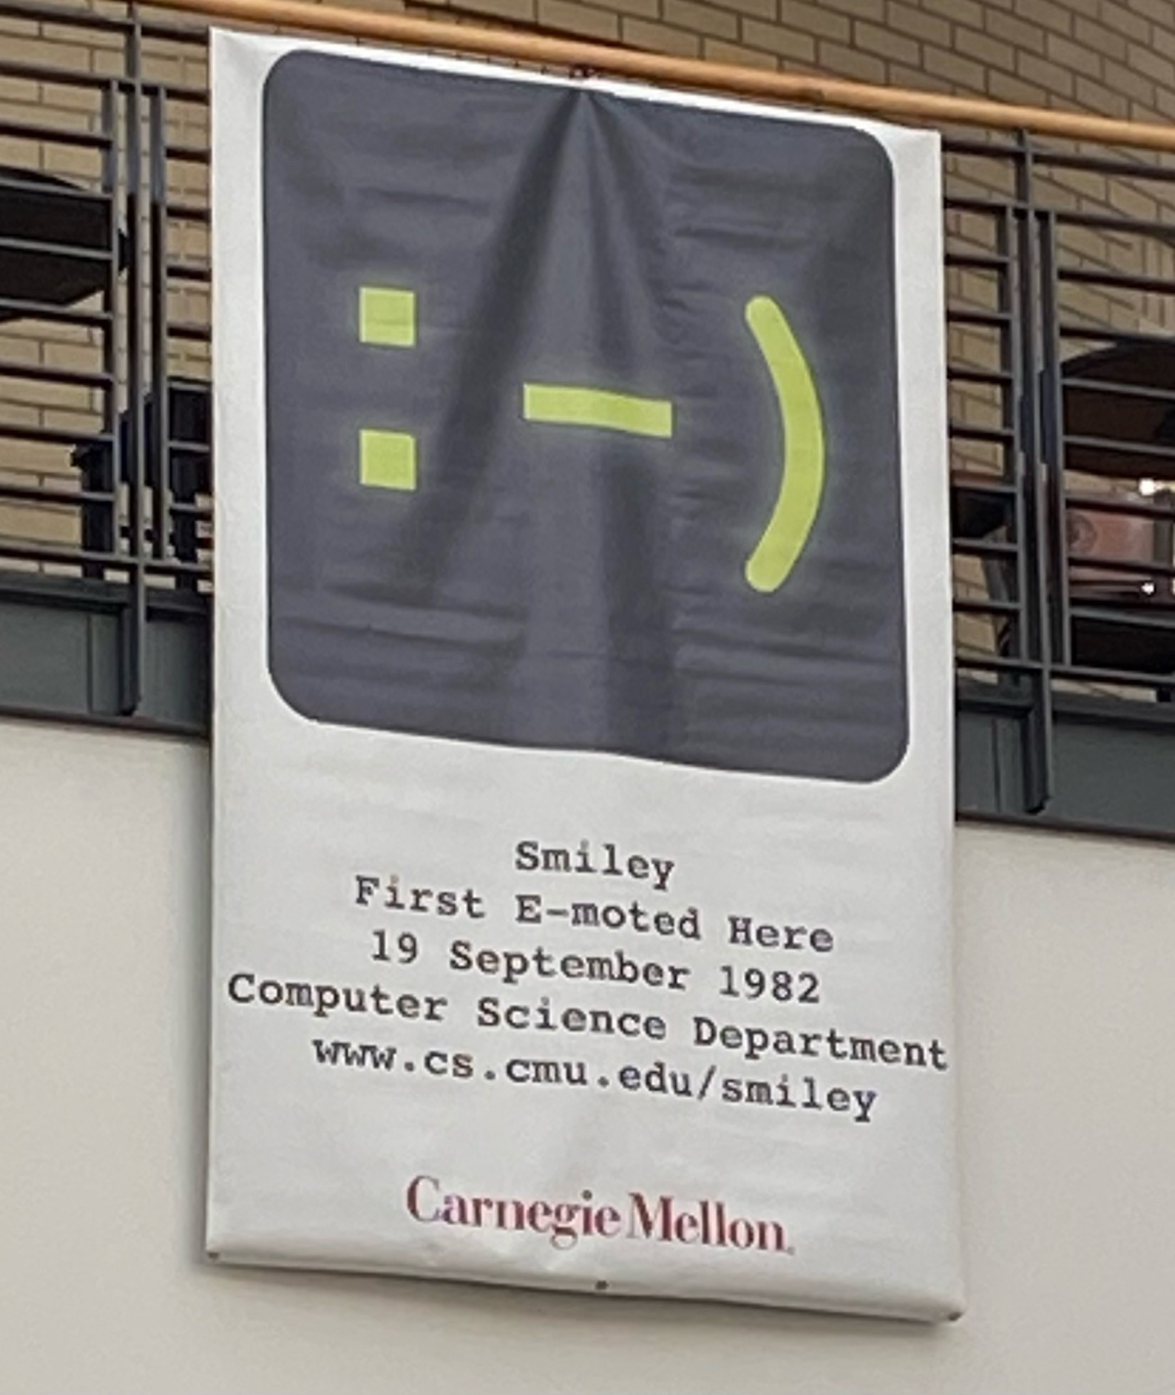 :-)
Smiley
First E-moted Here
19 September 1982
Computer Science Department
www.cs.cmu.edu/smiley
Carnegie Mellon